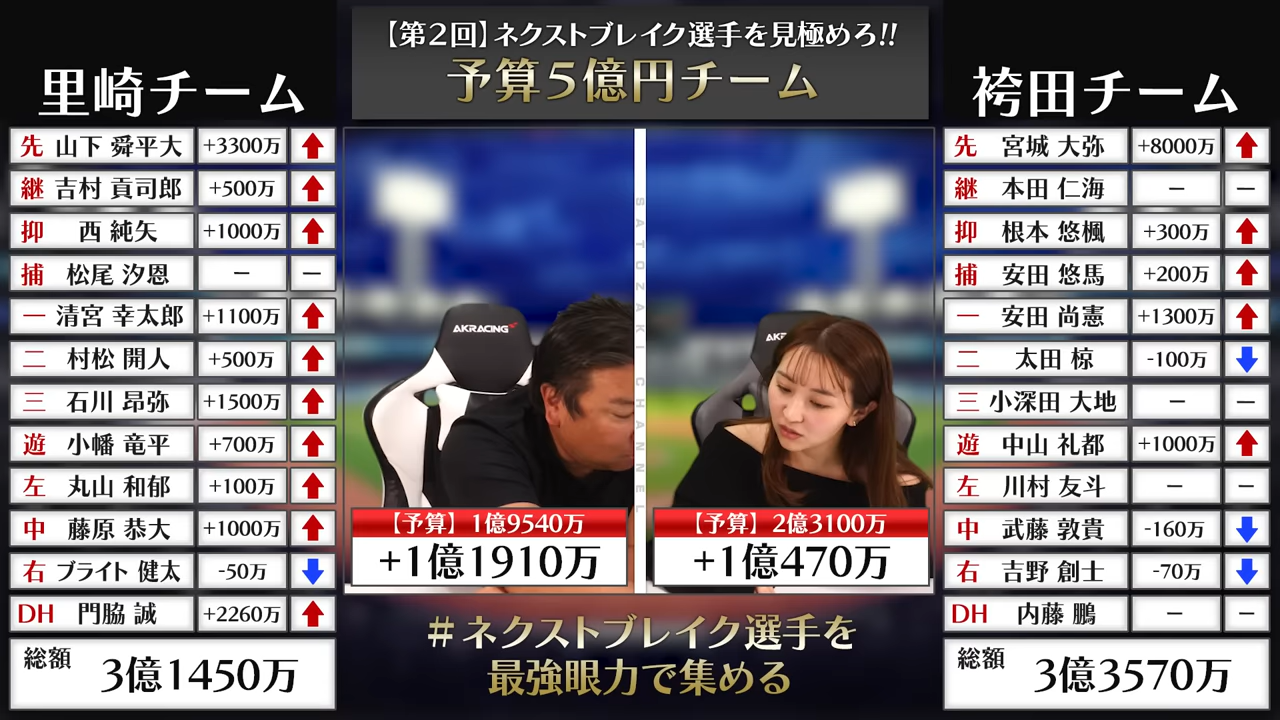 【第2回】ネクストブレイク選手を見極めろ!!
予算5億円チーム
里崎チーム
先 山下 舜平大 +3300万
継 吉村 貢司郎 +500万
抑 西 純矢 +1000万
捕 松尾 汐恩 ー ー
一 清宮 幸太郎 +1100万
二 村松 開人 +500万
三 石川 昂弥 +1500万
遊 小幡 竜平 +700万
左 丸山 和郁 +100万
中 藤原 恭大 +1000万
右 ブライト 健太 -50万
DH 門脇 誠 +2260万
総額 3億1450万
AKRACING
SATOZAKI CHANNEL
AKR
【予算】1億9540万
+1億1910万
【予算】2億3100万
+1億470万
#ネクストブレイク選手を
最強眼力で集める
袴田チーム
先 宮城 大弥 +8000万
継 本田 仁海 ー ー
抑 根本 悠楓 +300万
捕 安田 悠馬 +200万
一 安田 尚憲 +1300万
二 太田 椋 -100万
三 小深田 大地 ー ー
遊 中山 礼都 +1000万
左 川村 友斗 ー ー
中 武藤 敦貴 -160万
右 吉野 創士 -70万
DH 内藤 鵬 ー ー
総額 3億3570万